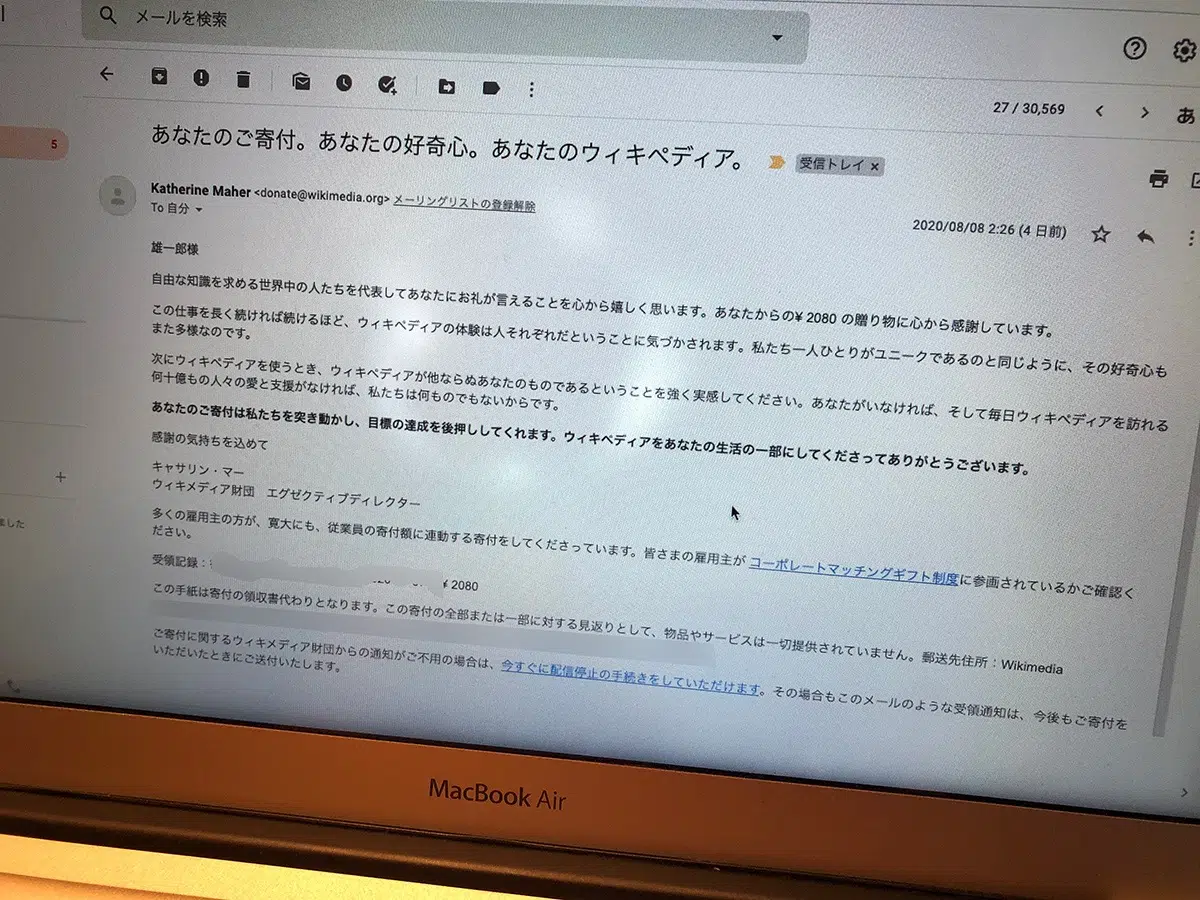 メールを検索
27 / 30,569
あ
5
あなたのご寄付。あなたの好奇心。あなたのウィキペディア。 受信トレイ ×
Katherine Maher <donate@wikimedia.org> メーリングリストの登録解除
To 自分
2020/08/08 2:26 (4 日前)
雄一郎様
自由な知識を求める世界中の人たちを代表してあなたにお礼が言えることを心から嬉しく思います。あなたからの¥ 2080 の贈り物に心から感謝しています。
この仕事を長く続ければ続けるほど、ウィキペディアの体験は人それぞれだということに気づかされます。私たち一人ひとりがユニークであるのと同じように、その好奇心も
また多様なのです。
次にウィキペディアを使うとき、ウィキペディアが他ならぬあなたのものであるということを強く実感してください。あなたがいなければ、そして毎日ウィキペディアを訪れる
何十億もの人々の愛と支援がなければ、私たちは何ものでもないからです。
あなたのご寄付は私たちを突き動かし、目標の達成を後押ししてくれます。ウィキペディアをあなたの生活の一部にしてくださってありがとうございます。
感謝の気持ちを込めて
キャサリン・マー
ウィキメディア財団 エグゼクティブディレクター
多くの雇用主の方が、寛大にも、従業員の寄付額に連動する寄付をしてくださっています。皆さまの雇用主が コーポレートマッチングギフト制度に参画されているかご確認く
ださい。
受領記録: ¥ 2080
この手紙は寄付の領収書代わりとなります。この寄付の全部または一部に対する見返りとして、物品やサービスは一切提供されていません。郵送先住所:Wikimedia
ご寄付に関するウィキメディア財団からの通知がご不用の場合は、今すぐに配信停止の手続きをしていただけます。その場合もこのメールのような受領通知は、今後もご寄付を
いただいたときにご送付いたします。
ました
MacBook Air